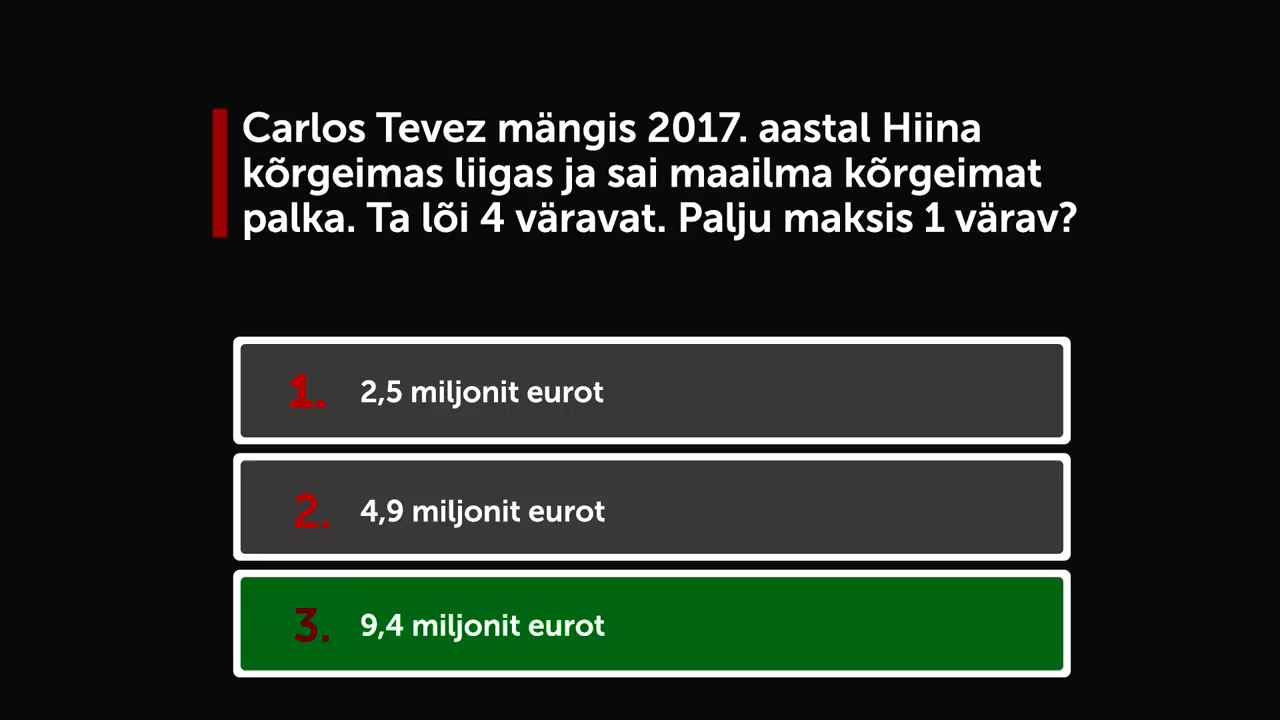 Carlos Tevez mängis 2017. aastal Hiina
kõrgeimas liigas ja sai maailma kõrgeimat
palka. Ta lõi 4 väravat. Palju maksis 1 värav?
1. 2,5 miljonit eurot
2. 4,9 miljonit eurot
3. 9,4 miljonit eurot